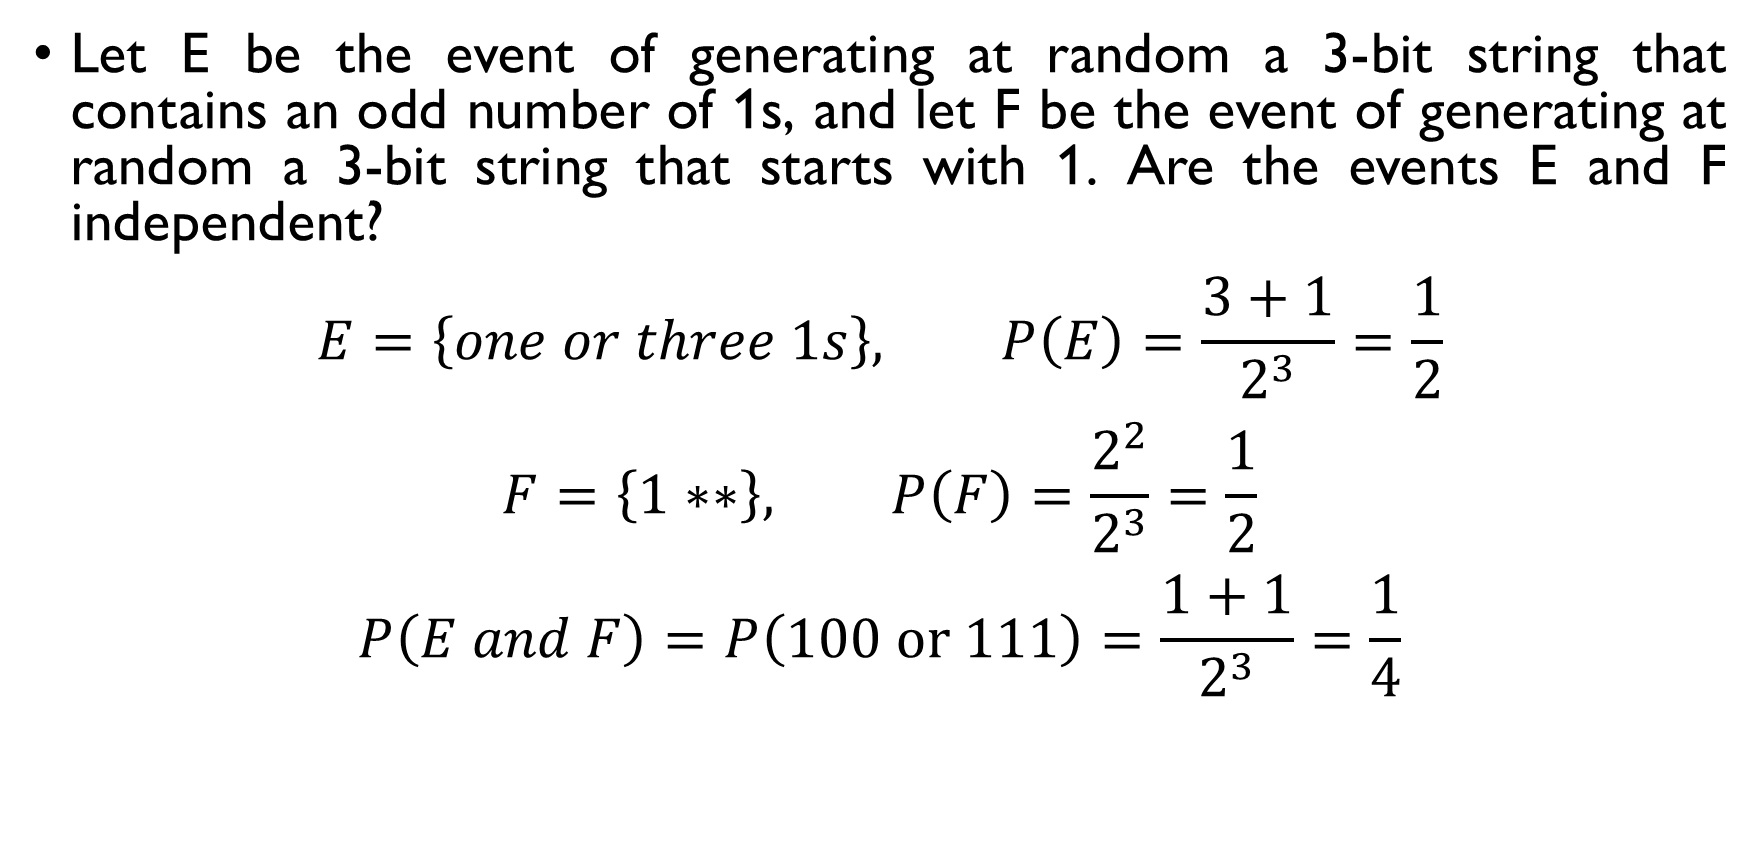 • Let E be the event of generating at random a 3-bit string that
contains an odd number of 1s, and let F be the event of generating at
random a 3-bit string that starts with 1. Are the events E and F
independent?
E = {one or three 1s}, P(E) = (3 + 1)/2³ = 1/2
F = {1 **}, P(F) = 2²/2³ = 1/2
P(E and F) = P(100 or 111) = (1 + 1)/2³ = 1/4